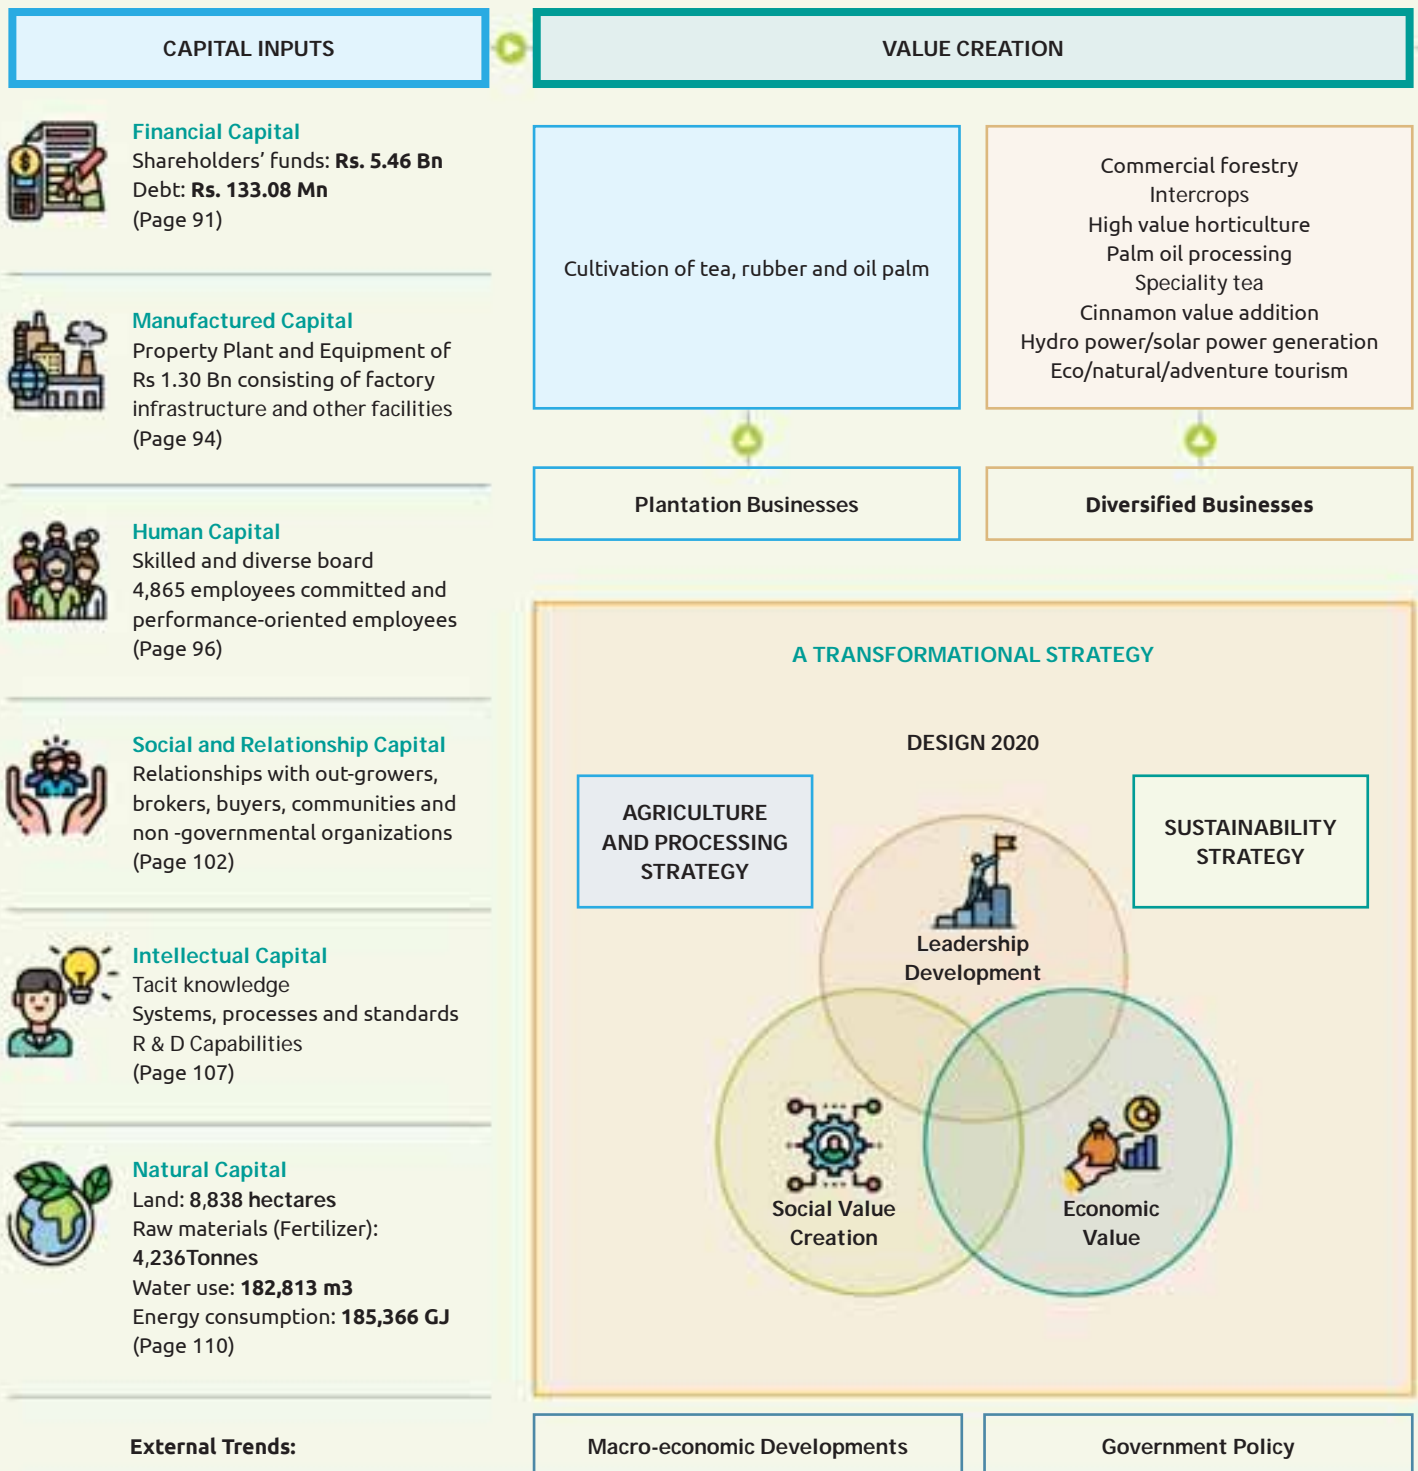 CAPITAL INPUTS
VALUE CREATION
Financial Capital
Shareholders' funds: Rs. 5.46 Bn
Debt: Rs. 133.08 Mn
(Page 91)
Manufactured Capital
Property Plant and Equipment of
Rs 1.30 Bn consisting of factory
infrastructure and other facilities
(Page 94)
Human Capital
Skilled and diverse board
4,865 employees committed and
performance-oriented employees
(Page 96)
Social and Relationship Capital
Relationships with out-growers,
brokers, buyers, communities and
non -governmental organizations
(Page 102)
Intellectual Capital
Tacit knowledge
Systems, processes and standards
R & D Capabilities
(Page 107)
Natural Capital
Land: 8,838 hectares
Raw materials (Fertilizer):
4,236Tonnes
Water use: 182,813 m3
Energy consumption: 185,366 GJ
(Page 110)
Cultivation of tea, rubber and oil palm
Commercial forestry
Intercrops
High value horticulture
Palm oil processing
Speciality tea
Cinnamon value addition
Hydro power/solar power generation
Eco/natural/adventure tourism
Plantation Businesses
Diversified Businesses
A TRANSFORMATIONAL STRATEGY
DESIGN 2020
AGRICULTURE
AND PROCESSING
STRATEGY
SUSTAINABILITY
STRATEGY
Leadership
Development
Social Value
Creation
Economic
Value
External Trends:
Macro-economic Developments
Government Policy